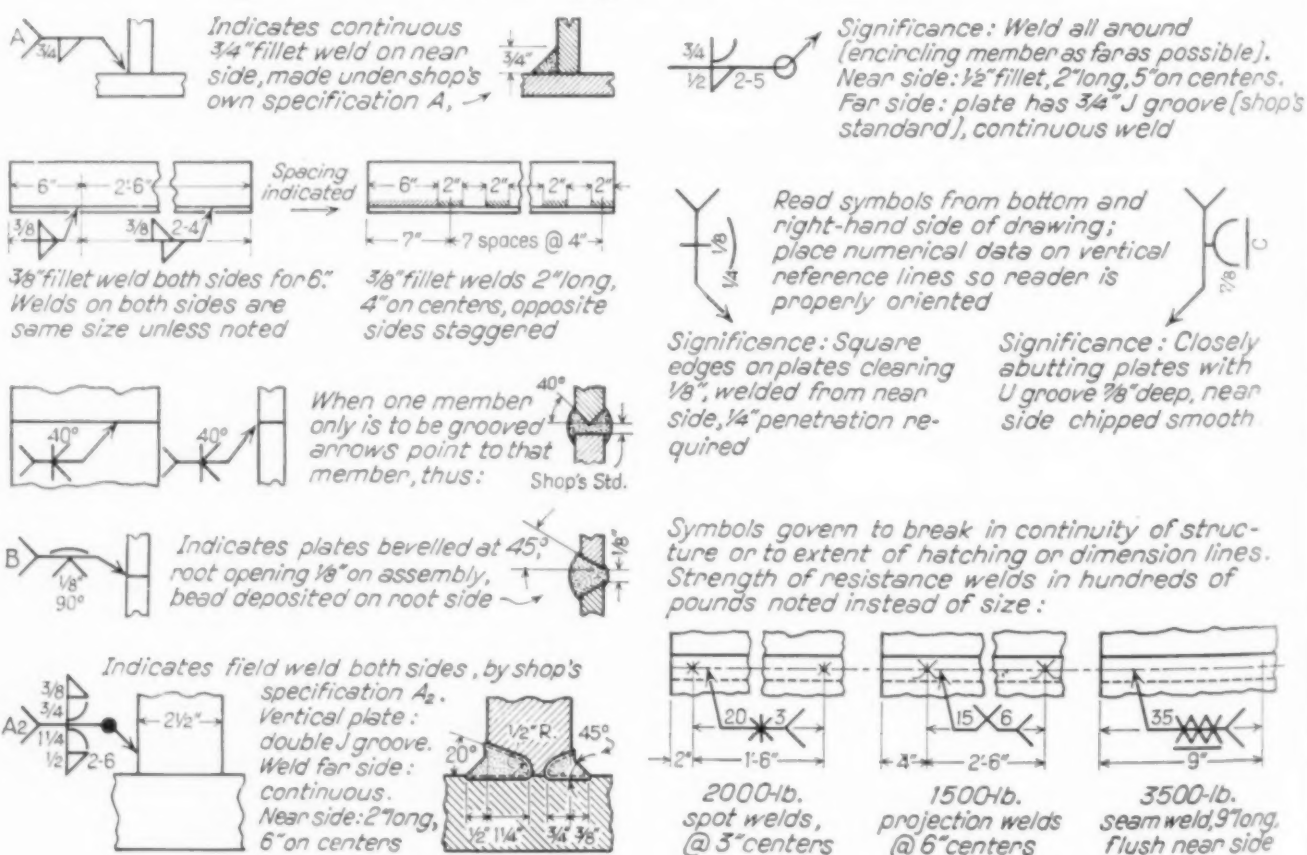 A
3/4
Indicates continuous
3/4" fillet weld on near
side, made under shop's
own specification A,
3/4"
6"
2'-6"
3/8
3/8
2-4
Spacing
indicated
6"
2"
2"
2"
2"
7"
7 spaces @ 4"
3/8" fillet weld both sides for 6".
Welds on both sides are
same size unless noted
3/8" fillet welds 2" long,
4" on centers, opposite
sides staggered
40°
40°
When one member
only is to be grooved
arrows point to that
member, thus:
40°
Shop's Std.
B
1/8"
90°
Indicates plates bevelled at 45°,
root opening 1/8" on assembly,
bead deposited on root side
1/8"
Indicates field weld both sides, by shop's
specification A2.
Vertical plate:
double J groove.
Weld far side:
continuous.
Near side: 2" long,
6" on centers
A2
3/8
3/4
1 1/4
1/2
2-6
2 1/2"
20°
1/2" R.
45°
1/2"
1 1/4"
3/4"
3/8"
3/4
1/2
2-5
Significance: Weld all around
[encircling member as far as possible].
Near side: 1/2" fillet, 2" long, 5" on centers.
Far side: plate has 3/4" J groove [shop's
standard], continuous weld
1/8
1/4
Read symbols from bottom and
right-hand side of drawing;
place numerical data on vertical
reference lines so reader is
properly oriented
C
7/8
Significance: Square
edges on plates clearing
1/8", welded from near
side, 1/4" penetration re-
quired
Significance: Closely
abutting plates with
U groove 7/8" deep, near
side chipped smooth
Symbols govern to break in continuity of struc-
ture or to extent of hatching or dimension lines.
Strength of resistance welds in hundreds of
pounds noted instead of size:
20
3
2"
1'-6"
2000-lb.
spot welds,
@ 3" centers
15
6
4"
2'-6"
1500-lb.
projection welds
@ 6" centers
35
9"
3500-lb.
seam weld, 9" long,
flush near side